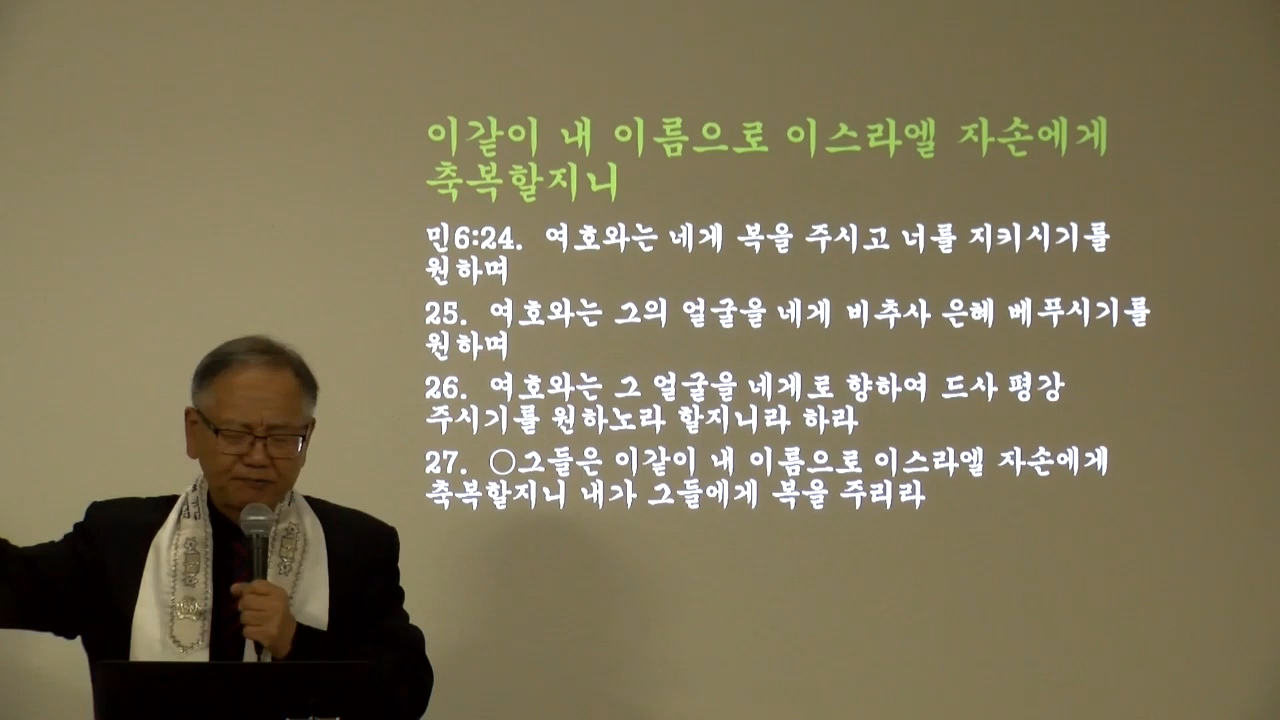 이같이 내 이름으로 이스라엘 자손에게
축복할지니
민6:24. 여호와는 네게 복을 주시고 너를 지키시기를
원하며
25. 여호와는 그의 얼굴을 네게 비추사 은혜 베푸시기를
원하며
26. 여호와는 그 얼굴을 네게로 향하여 드사 평강
주시기를 원하노라 할지니라 하라
27. ○그들은 이같이 내 이름으로 이스라엘 자손에게
축복할지니 내가 그들에게 복을 주리라